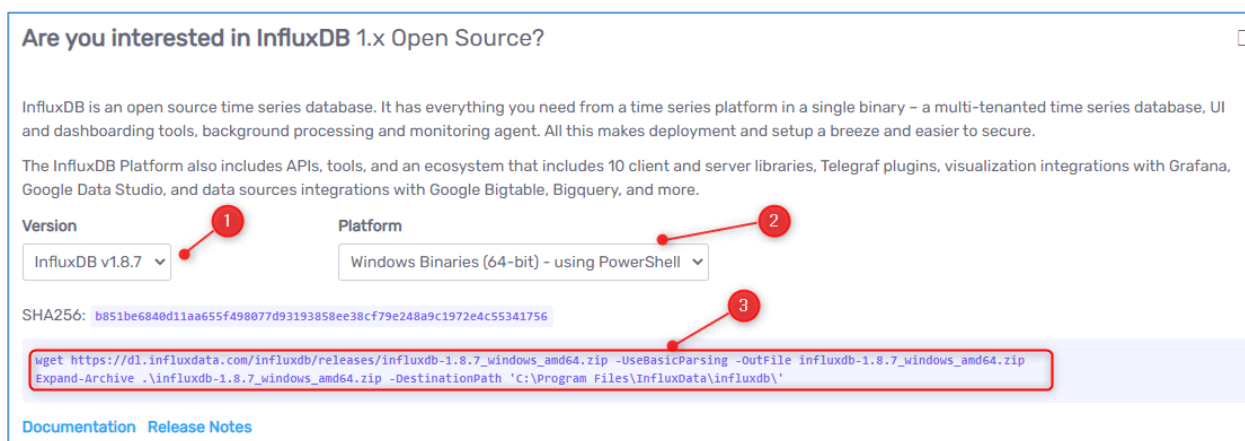 Are you interested in InfluxDB 1.x Open Source?
InfluxDB is an open source time series database. It has everything you need from a time series platform in a single binary – a multi-tenanted time series database, UI
and dashboarding tools, background processing and monitoring agent. All this makes deployment and setup a breeze and easier to secure.
The InfluxDB Platform also includes APIs, tools, and an ecosystem that includes 10 client and server libraries, Telegraf plugins, visualization integrations with Grafana,
Google Data Studio, and data sources integrations with Google Bigtable, Bigquery, and more.
Version 1 Platform 2
InfluxDB v1.8.7 Windows Binaries (64-bit) - using PowerShell
3
SHA256: b851be6840d11aa655f498077d93193858ee38cf79e248a9c1972e4c55341756
wget https://dl.influxdata.com/influxdb/releases/influxdb-1.8.7_windows_amd64.zip -UseBasicParsing -OutFile influxdb-1.8.7_windows_amd64.zip
Expand-Archive .\influxdb-1.8.7_windows_amd64.zip -DestinationPath 'C:\Program Files\InfluxData\influxdb\'
Documentation Release Notes